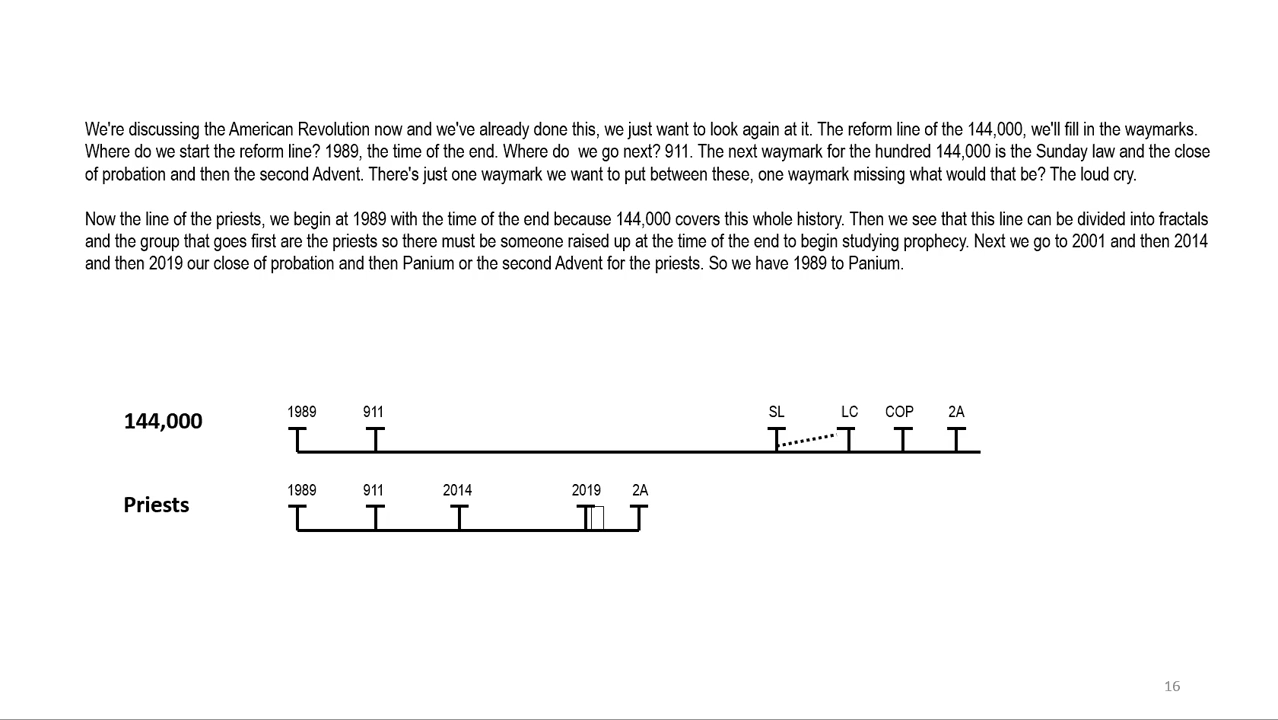 We're discussing the American Revolution now and we've already done this, we just want to look again at it. The reform line of the 144,000, we'll fill in the waymarks.
Where do we start the reform line? 1989, the time of the end. Where do  we go next? 911. The next waymark for the hundred 144,000 is the Sunday law and the close
of probation and then the second Advent. There's just one waymark we want to put between these, one waymark missing what would that be? The loud cry.
Now the line of the priests, we begin at 1989 with the time of the end because 144,000 covers this whole history. Then we see that this line can be divided into fractals
and the group that goes first are the priests so there must be someone raised up at the time of the end to begin studying prophecy. Next we go to 2001 and then 2014
and then 2019 our close of probation and then Panium or the second Advent for the priests. So we have 1989 to Panium.
144,000 1989 911 SL LC COP 2A
Priests 1989 911 2014 2019 2A
16